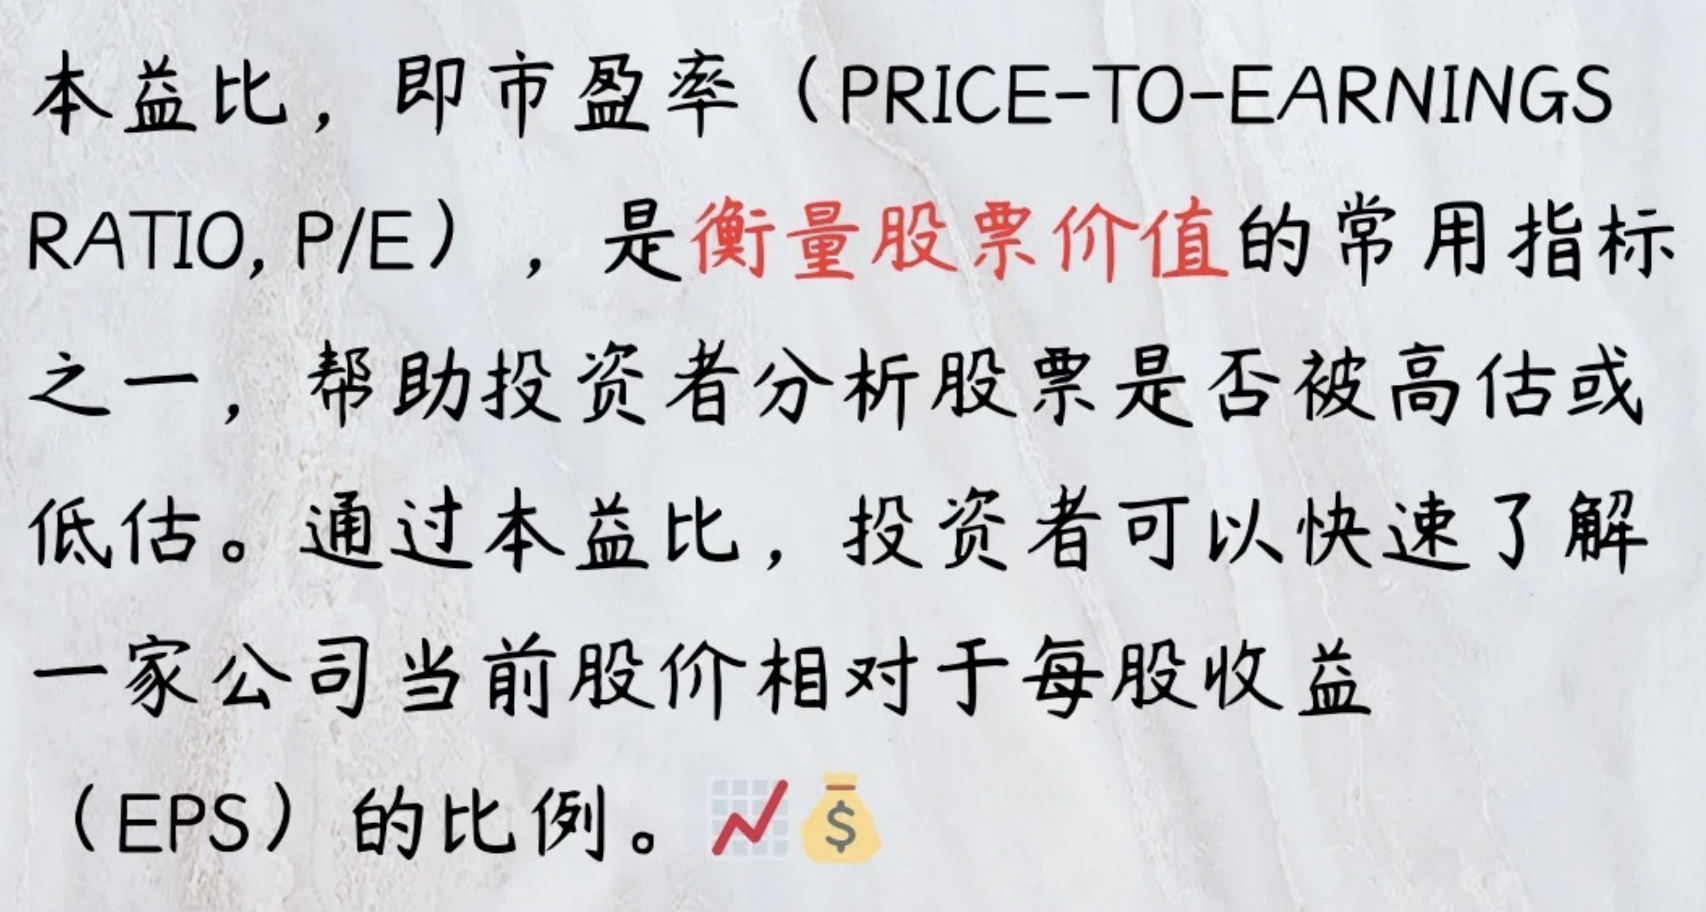 本益比，即市盈率（PRICE-TO-EARNINGS
RATIO, P/E），是衡量股票价值的常用指标
之一，帮助投资者分析股票是否被高估或
低估。通过本益比，投资者可以快速了解
一家公司当前股价相对于每股收益
（EPS）的比例。📈💰